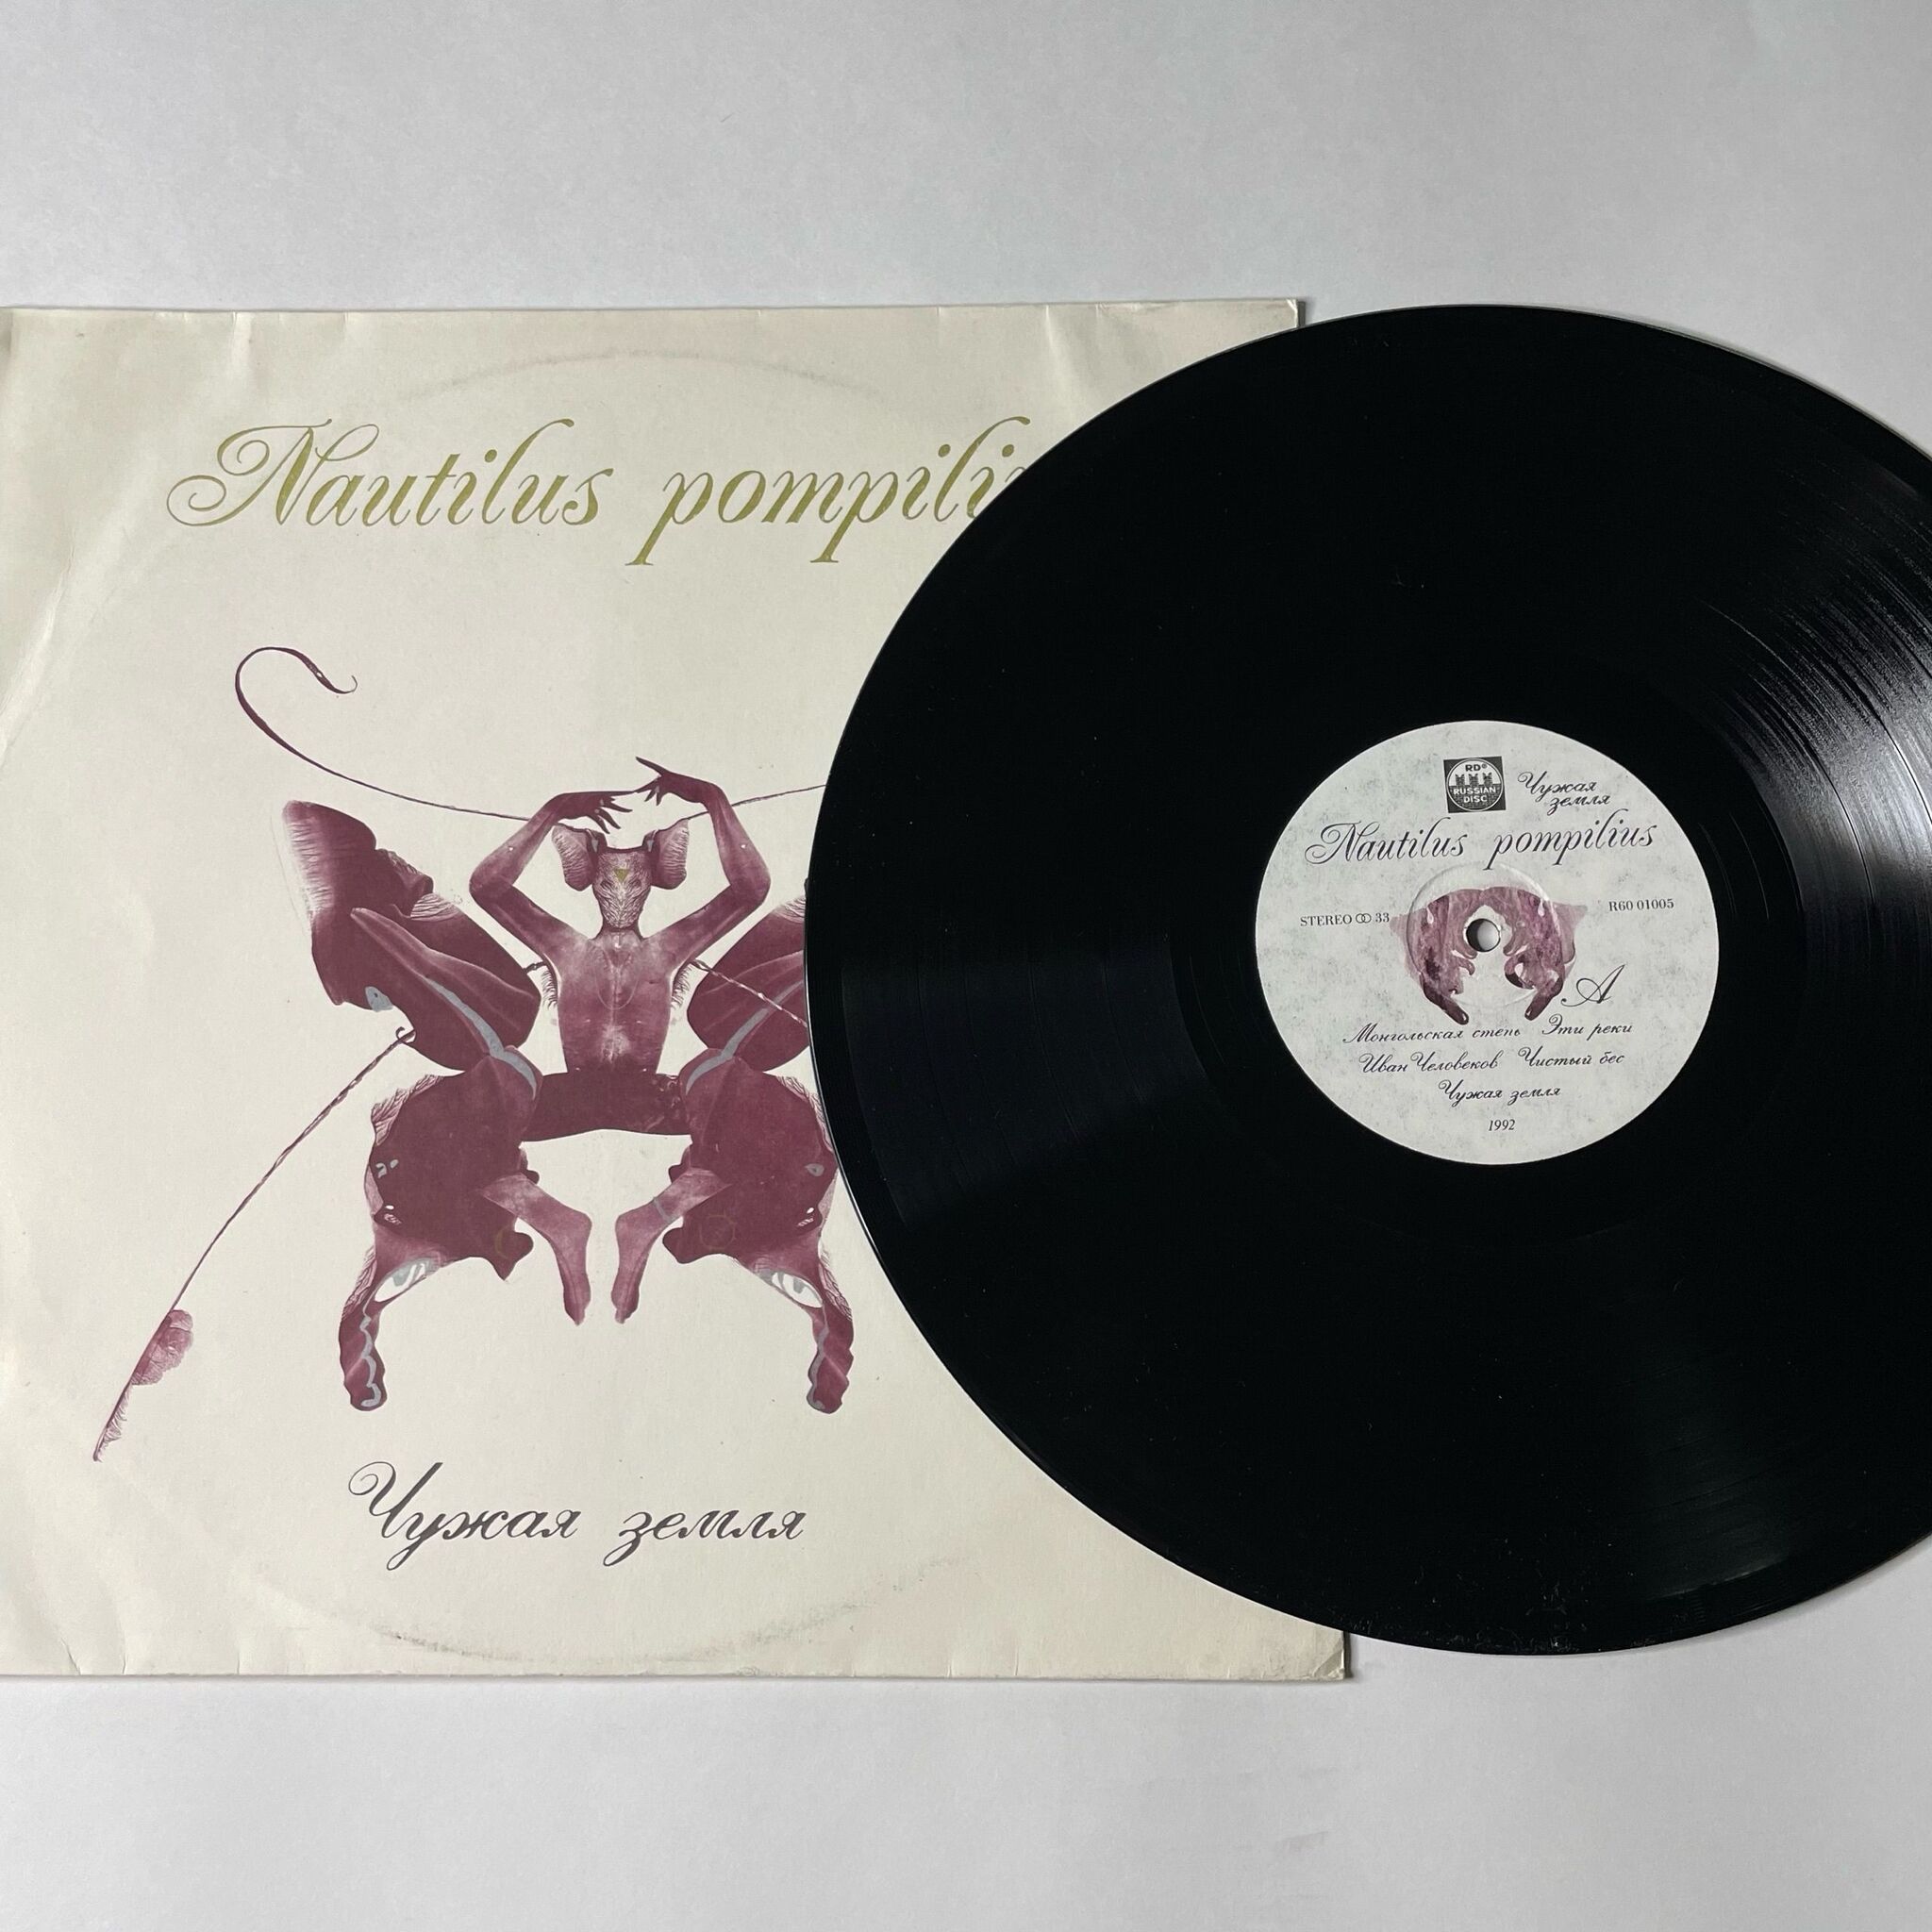 Nautilus pompiliu
Чужая земля
RD®
RUSSIAN
DISC
Чужая
земля
Nautilus pompilius
STEREO ꝏ 33
R60 01005
A
Монгольская степь Эти реки
Иван Человеков Чистый бес
Чужая земля
1992